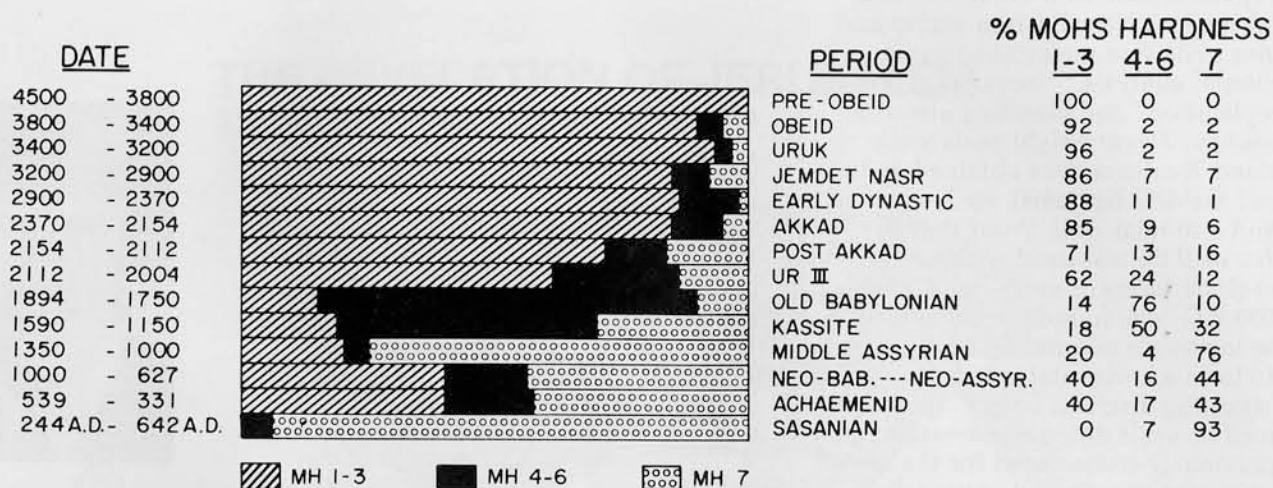 % MOHS HARDNESS
DATE PERIOD 1-3 4-6 7
4500 - 3800 PRE-OBEID 100 0 0
3800 - 3400 OBEID 92 2 2
3400 - 3200 URUK 96 2 2
3200 - 2900 JEMDET NASR 86 7 7
2900 - 2370 EARLY DYNASTIC 88 11 1
2370 - 2154 AKKAD 85 9 6
2154 - 2112 POST AKKAD 71 13 16
2112 - 2004 UR III 62 24 12
1894 - 1750 OLD BABYLONIAN 14 76 10
1590 - 1150 KASSITE 18 50 32
1350 - 1000 MIDDLE ASSYRIAN 20 4 76
1000 - 627 NEO-BAB.----NEO-ASSYR. 40 16 44
539 - 331 ACHAEMENID 40 17 43
244 A.D.- 642 A.D. SASANIAN 0 7 93
MH 1-3 MH 4-6 MH 7